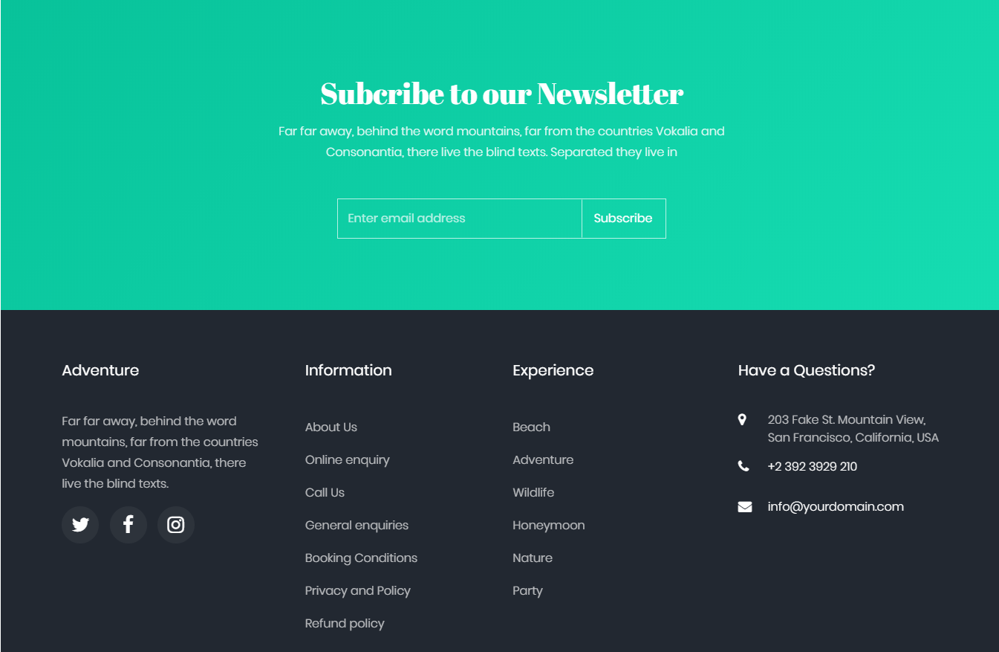 Subcribe to our Newsletter
Far far away, behind the word mountains, far from the countries Vokalia and
Consonantia, there live the blind texts. Separated they live in
Enter email address
Subscribe
Adventure
Far far away, behind the word
mountains, far from the countries
Vokalia and Consonantia, there
live the blind texts.
Information
About Us
Online enquiry
Call Us
General enquiries
Booking Conditions
Privacy and Policy
Refund policy
Experience
Beach
Adventure
Wildlife
Honeymoon
Nature
Party
Have a Questions?
203 Fake St. Mountain View,
San Francisco, California, USA
+2 392 3929 210
info@yourdomain.com